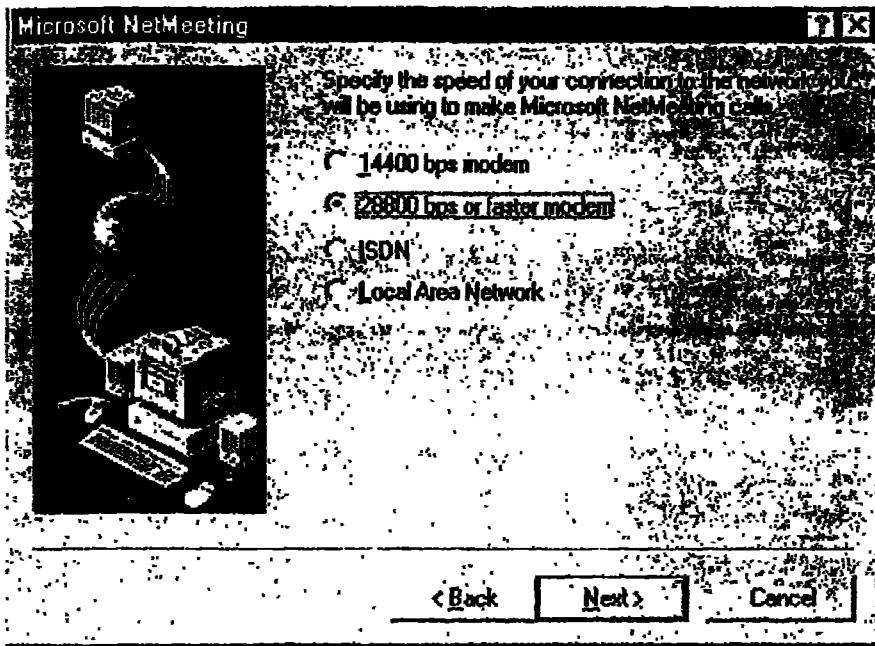 Microsoft NetMeeting
Specify the speed of your connection to the network you
will be using to make Microsoft NetMeeting calls.
14400 bps modem
28800 bps or faster modem
ISDN
Local Area Network
< Back
Next >
Cancel